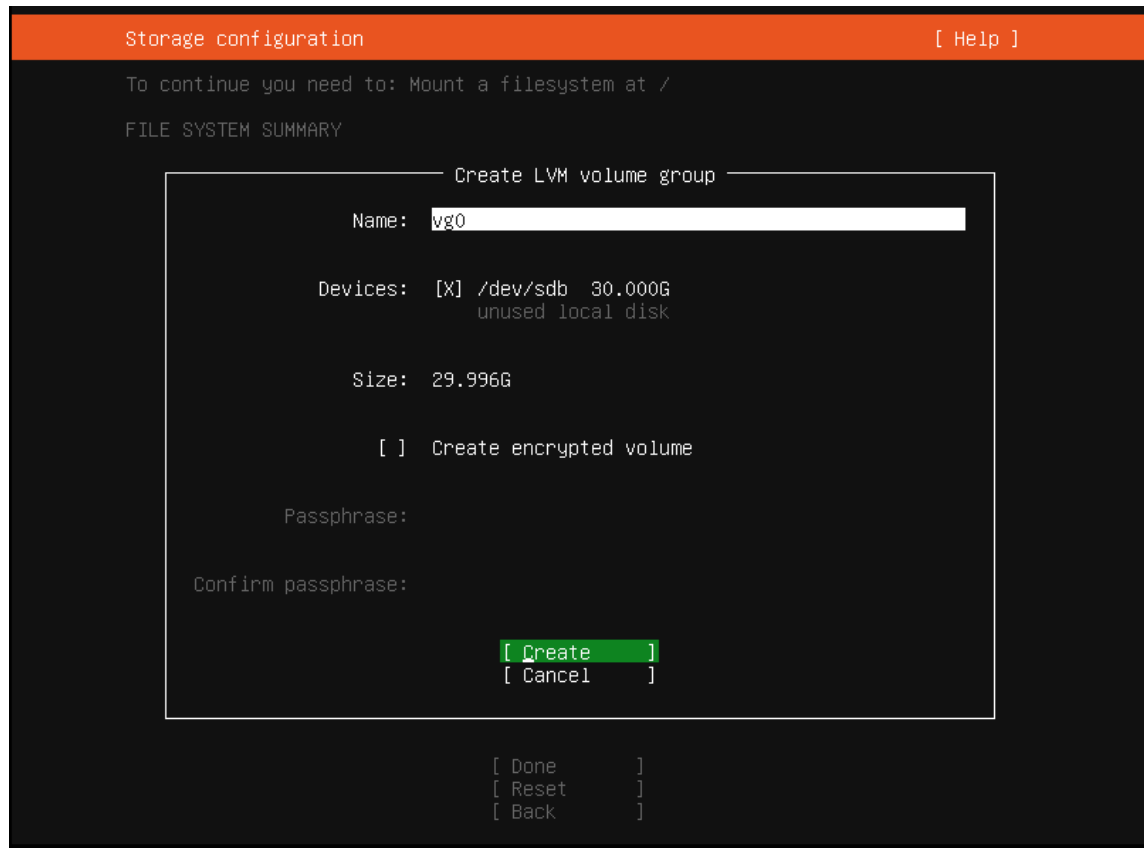 Storage configuration [ Help ]
To continue you need to: Mount a filesystem at /
FILE SYSTEM SUMMARY
Create LVM volume group
Name: vg0
Devices: [X] /dev/sdb 30.000G
unused local disk
Size: 29.996G
[ ] Create encrypted volume
Passphrase:
Confirm passphrase:
[ Create ]
[ Cancel ]
[ Done ]
[ Reset ]
[ Back ]